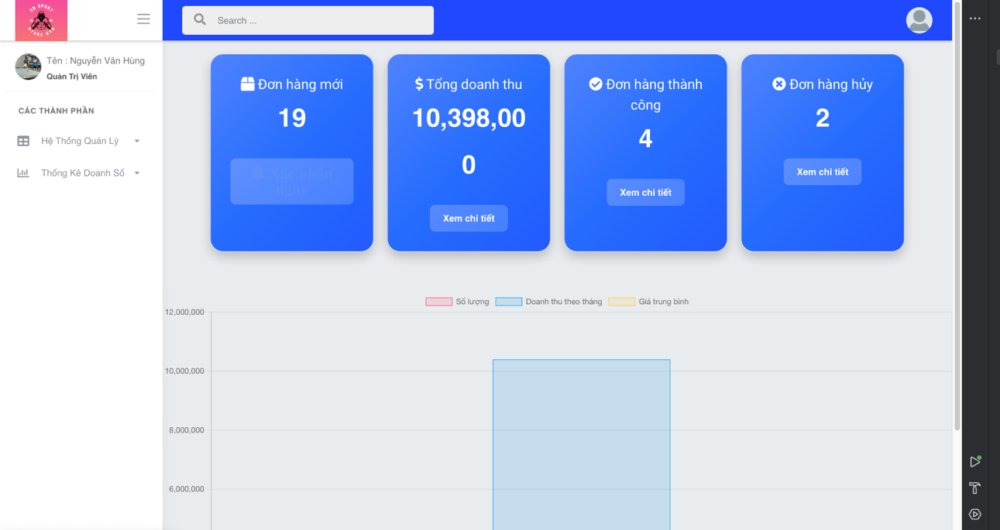 Search ...
Tên : Nguyễn Văn Hùng
Quản Trị Viên
CÁC THÀNH PHẦN
Hệ Thống Quản Lý
Thống Kê Doanh Số
Đơn hàng mới
19
Xác nhận
ngay
Tổng doanh thu
10,398,00
0
Xem chi tiết
Đơn hàng thành
công
4
Xem chi tiết
Đơn hàng hủy
2
Xem chi tiết
Số lượng
Doanh thu theo tháng
Giá trung bình
12,000,000
10,000,000
8,000,000
6,000,000